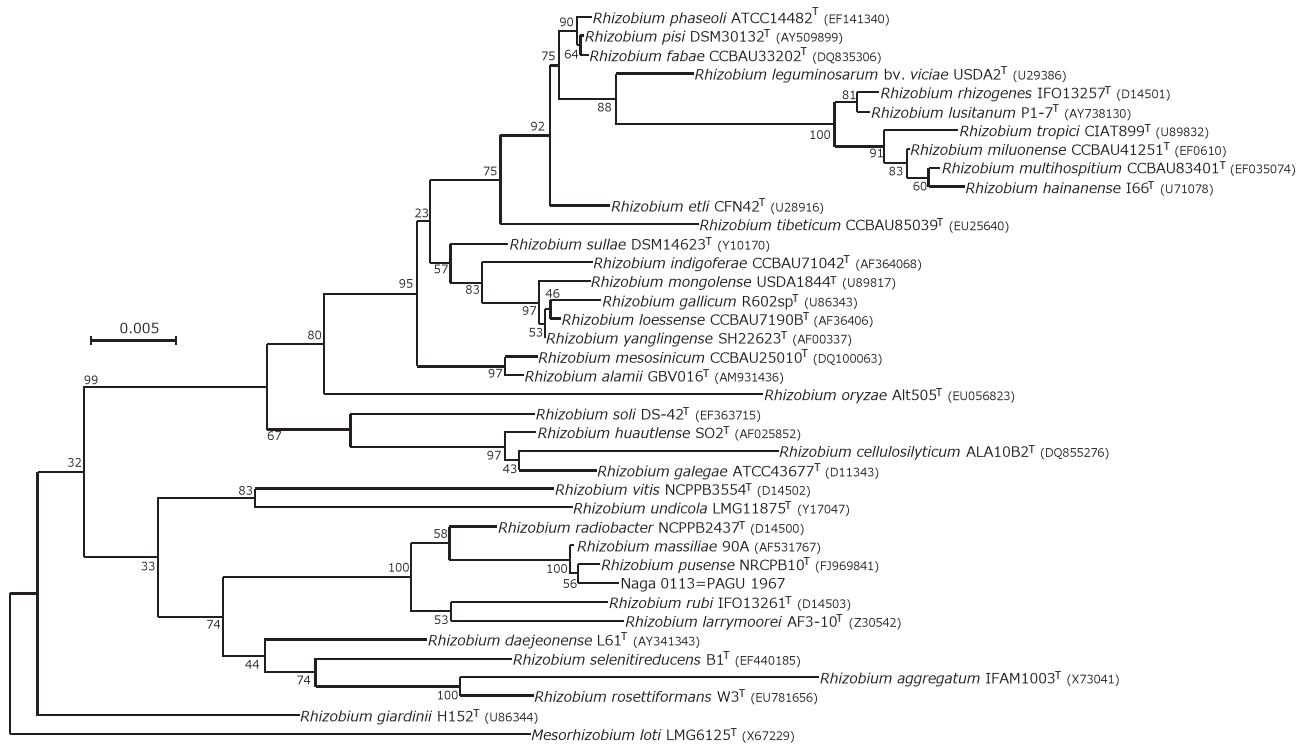 90
Rhizobium phaseoli ATCC14482T (EF141340)
Rhizobium pisi DSM30132T (AY509899)
75
64
Rhizobium fabae CCBAU33202T (DQ835306)
Rhizobium leguminosarum bv. viciae USDA2T (U29386)
88
81
Rhizobium rhizogenes IFO13257T (D14501)
Rhizobium lusitanum P1-7T (AY738130)
92
100
Rhizobium tropici CIAT899T (U89832)
91
Rhizobium miluonense CCBAU41251T (EF0610)
83
Rhizobium multihospitium CCBAU83401T (EF035074)
75
60
Rhizobium hainanense I66T (U71078)
Rhizobium etli CFN42T (U28916)
23
Rhizobium tibeticum CCBAU85039T (EU25640)
Rhizobium sullae DSM14623T (Y10170)
57
Rhizobium indigoferae CCBAU71042T (AF364068)
95
83
Rhizobium mongolense USDA1844T (U89817)
46
Rhizobium gallicum R602spT (U86343)
97
Rhizobium loessense CCBAU7190BT (AF36406)
0.005
80
53
Rhizobium yanglingense SH22623T (AF00337)
Rhizobium mesosinicum CCBAU25010T (DQ100063)
97
Rhizobium alamii GBV016T (AM931436)
99
Rhizobium oryzae Alt505T (EU056823)
Rhizobium soli DS-42T (EF363715)
67
Rhizobium huautlense SO2T (AF025852)
97
Rhizobium cellulosilyticum ALA10B2T (DQ855276)
32
43
Rhizobium galegae ATCC43677T (D11343)
83
Rhizobium vitis NCPPB3554T (D14502)
Rhizobium undicola LMG11875T (Y17047)
58
Rhizobium radiobacter NCPPB2437T (D14500)
Rhizobium massiliae 90A (AF531767)
33
100
100
Rhizobium pusense NRCPB10T (FJ969841)
56
Naga 0113=PAGU 1967
Rhizobium rubi IFO13261T (D14503)
74
53
Rhizobium larrymoorei AF3-10T (Z30542)
Rhizobium daejeonense L61T (AY341343)
44
Rhizobium selenitireducens B1T (EF440185)
74
Rhizobium aggregatum IFAM1003T (X73041)
100
Rhizobium rosettiformans W3T (EU781656)
Rhizobium giardinii H152T (U86344)
Mesorhizobium loti LMG6125T (X67229)